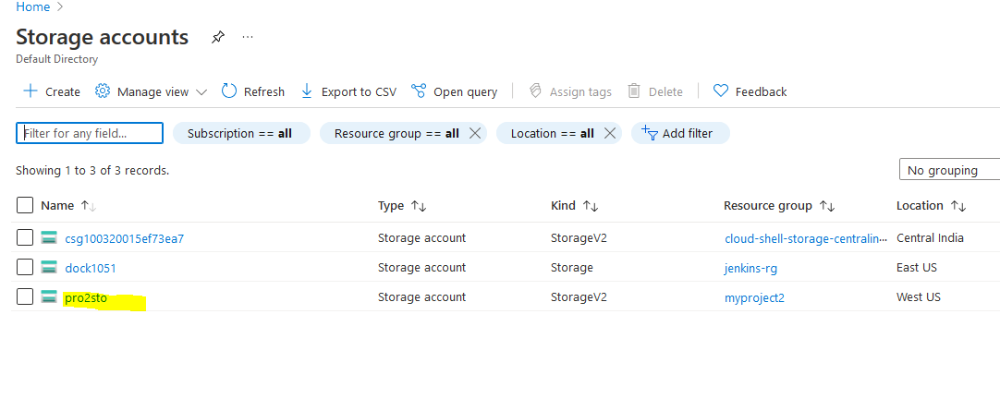 Home
Storage accounts
Default Directory
Create Manage view Refresh Export to CSV Open query Assign tags Delete Feedback
Filter for any field... Subscription == all Resource group == all Location == all Add filter
Showing 1 to 3 of 3 records.
No grouping
Name Type Kind Resource group Location
csg100320015ef73ea7 Storage account StorageV2 cloud-shell-storage-centralin... Central India
dock1051 Storage account Storage jenkins-rg East US
pro2sto Storage account StorageV2 myproject2 West US